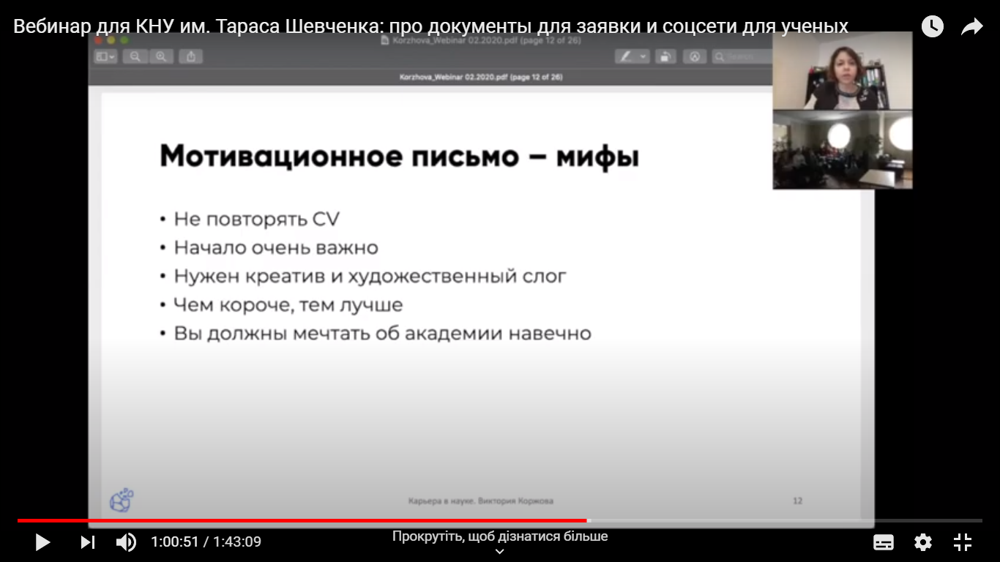 Вебинар для КНУ им. Тараса Шевченка: про документы для заявки и соцсети для ученых
Korzhova_Webinar 02.2020.pdf (page 12 of 26)
Search
Korzhova_Webinar 02.2020.pdf (page 12 of 26)
Мотивационное письмо – мифы
• Не повторять CV
• Начало очень важно
• Нужен креатив и художественный слог
• Чем короче, тем лучше
• Вы должны мечтать об академии навечно
Карьера в науке. Виктория Коржова
12
1:00:51 / 1:43:09
Прокрутіть, щоб дізнатися більше